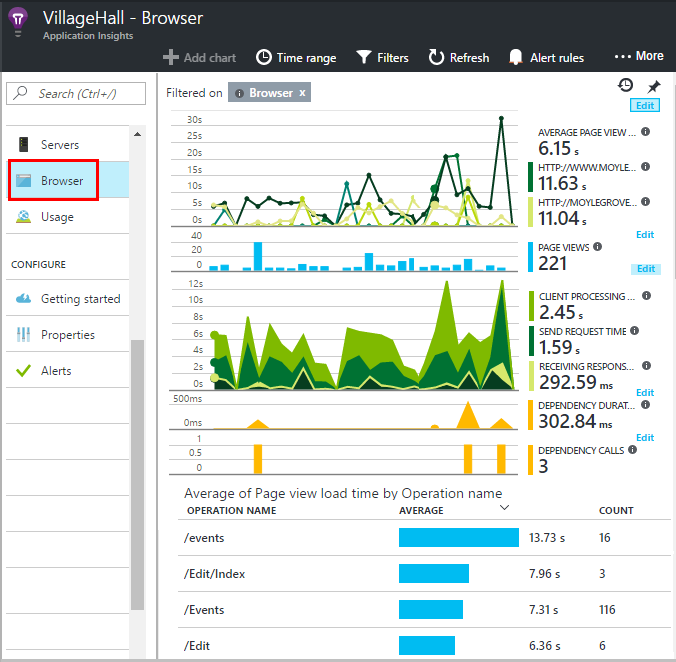 VillageHall - Browser
Application Insights
Add chart Time range Filters Refresh Alert rules ••• More
Search (Ctrl+/)
Servers
Browser
Usage
CONFIGURE
Getting started
Properties
Alerts
Filtered on Browser x
Edit
30s
25s
20s
15s
10s
5s
0s
AVERAGE PAGE VIEW ...
6.15 s
HTTP://WWW.MOYLE...
11.63 s
HTTP://MOYLEGROVE...
11.04 s
Edit
40
20
0
PAGE VIEWS
221
Edit
12s
10s
8s
6s
4s
2s
0s
CLIENT PROCESSING ...
2.45 s
SEND REQUEST TIME
1.59 s
RECEIVING RESPONS...
292.59 ms
Edit
500ms
0ms
DEPENDENCY DURAT...
302.84 ms
Edit
1
0.5
0
DEPENDENCY CALLS
3
Average of Page view load time by Operation name
OPERATION NAME AVERAGE COUNT
/events 13.73 s 16
/Edit/Index 7.96 s 3
/Events 7.31 s 116
/Edit 6.36 s 6